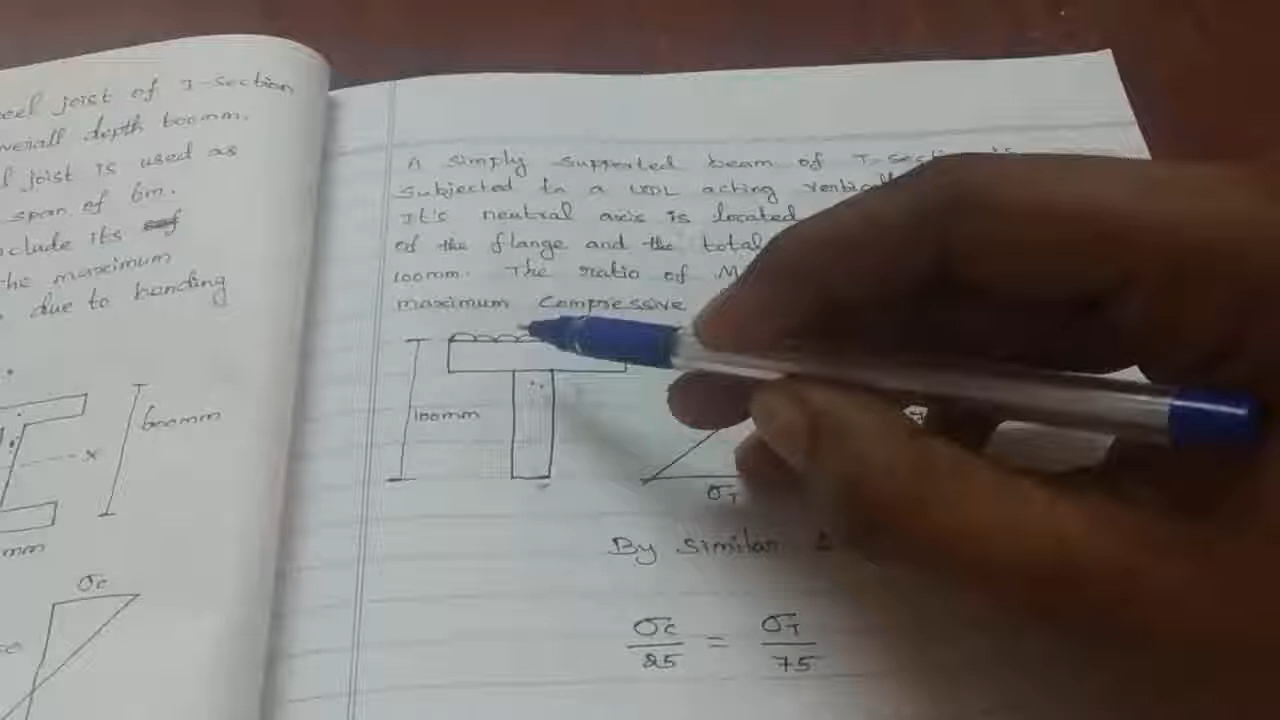 eel joist of I-section
verall depth 600mm.
l joist is used as
span of 6m.
nclude its
the maximum
due to bending
600mm
x
mm
σc
A simply supported beam of T-section
subjected to a UDL acting vertical
It's neutral axis is located
of the flange and the total
100mm. The ratio of M
maximum compressive
100mm
σT
By similar
σc/25 = σT/75